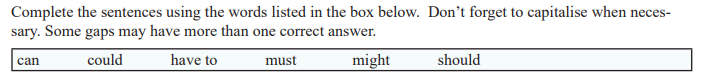 Complete the sentences using the words listed in the box below.  Don’t forget to capitalise when neces-
sary. Some gaps may have more than one correct answer.
can could have to must might should